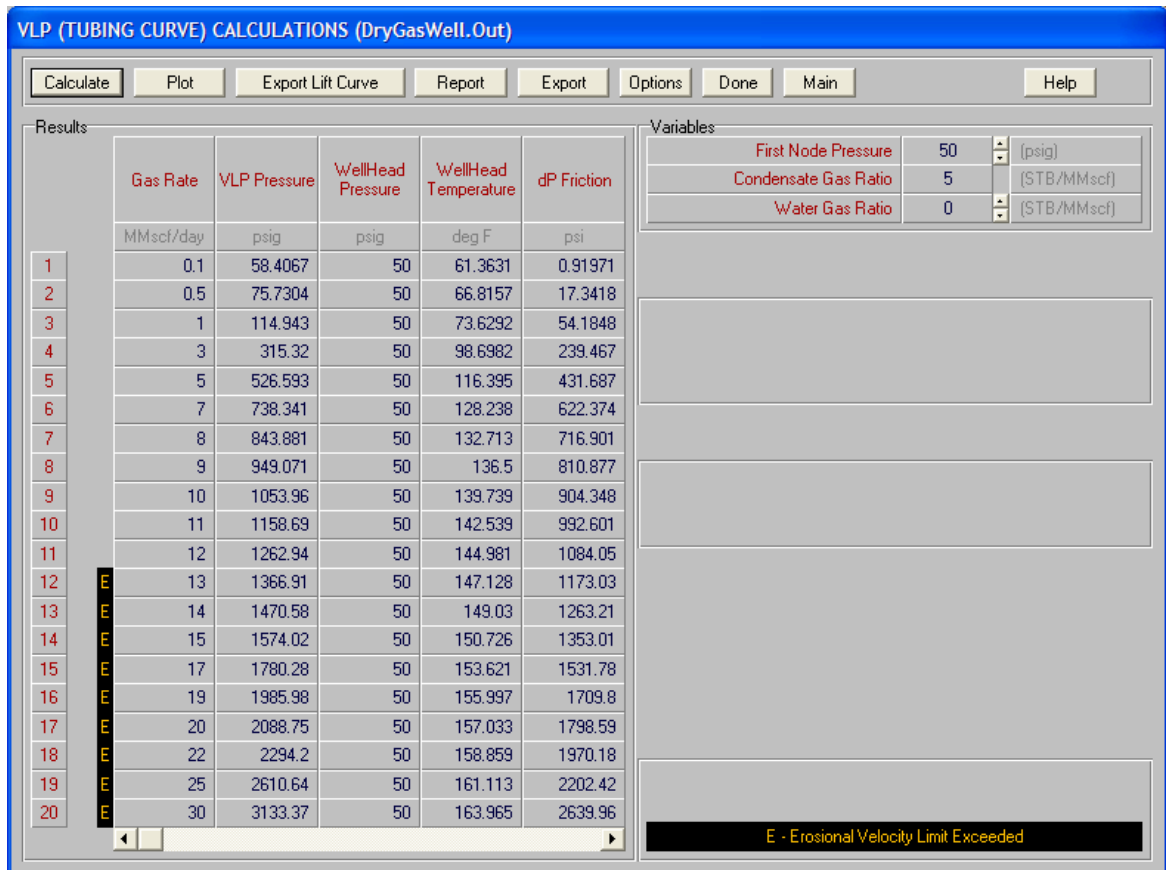 VLP (TUBING CURVE) CALCULATIONS (DryGasWell.Out)
Calculate Plot Export Lift Curve Report Export Options Done Main Help
Results
Gas Rate VLP Pressure WellHead Pressure WellHead Temperature dP Friction
MMscf/day psig psig deg F psi
1 0.1 58.4067 50 61.3631 0.91971
2 0.5 75.7304 50 66.8157 17.3418
3 1 114.943 50 73.6292 54.1848
4 3 315.32 50 98.6982 239.467
5 5 526.593 50 116.395 431.687
6 7 738.341 50 128.238 622.374
7 8 843.881 50 132.713 716.901
8 9 949.071 50 136.5 810.877
9 10 1053.96 50 139.739 904.348
10 11 1158.69 50 142.539 992.601
11 12 1262.94 50 144.981 1084.05
12 E 13 1366.91 50 147.128 1173.03
13 E 14 1470.58 50 149.03 1263.21
14 E 15 1574.02 50 150.726 1353.01
15 E 17 1780.28 50 153.621 1531.78
16 E 19 1985.98 50 155.997 1709.8
17 E 20 2088.75 50 157.033 1798.59
18 E 22 2294.2 50 158.859 1970.18
19 E 25 2610.64 50 161.113 2202.42
20 E 30 3133.37 50 163.965 2639.96
Variables
First Node Pressure 50 (psig)
Condensate Gas Ratio 5 (STB/MMscf)
Water Gas Ratio 0 (STB/MMscf)
E - Erosional Velocity Limit Exceeded